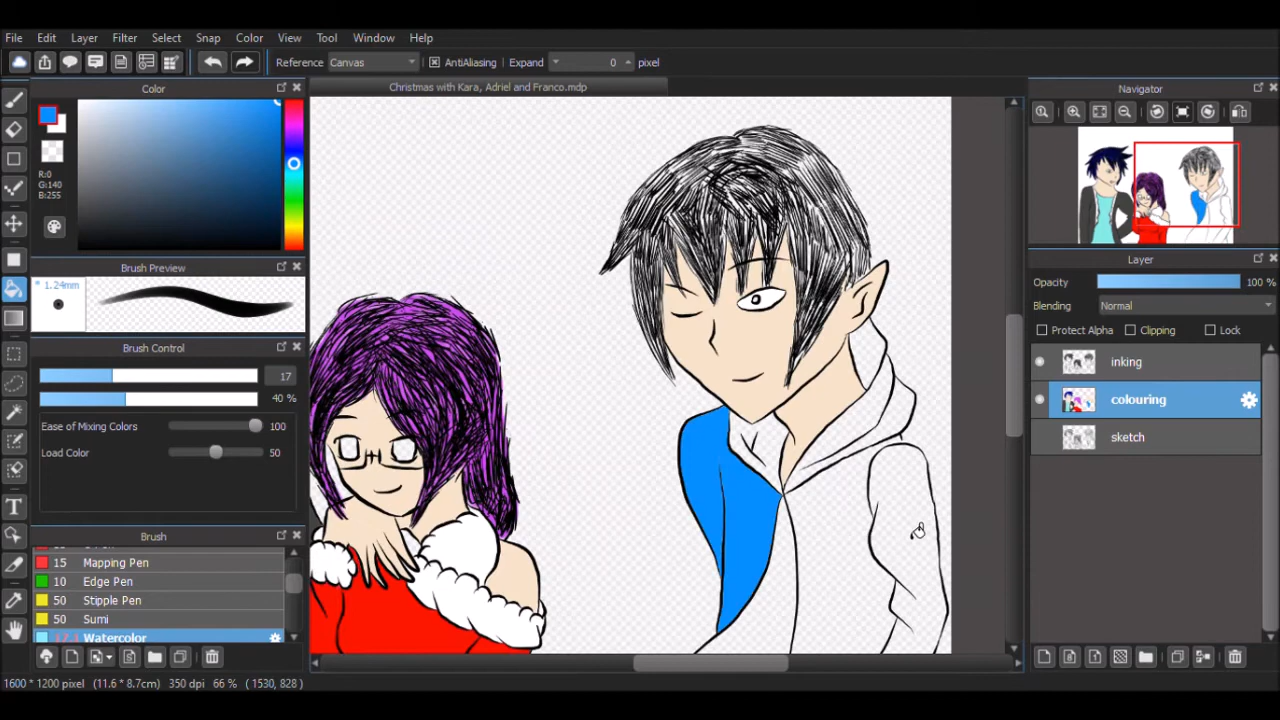 File Edit Layer Filter Select Snap Color View Tool Window Help
Reference Canvas AntiAliasing Expand 0 pixel
Color
Christmas with Kara, Adriel and Franco.mdp
Navigator
R:0
G:140
B:255
Brush Preview
* 1.24mm
Brush Control
17
40 %
Ease of Mixing Colors 100
Load Color 50
Brush
15 Mapping Pen
10 Edge Pen
50 Stipple Pen
50 Sumi
Watercolor
Layer
Opacity 100 %
Blending Normal
Protect Alpha Clipping Lock
inking
colouring
sketch
1600 * 1200 pixel (11.6 * 8.7cm) 350 dpi 66 % ( 1530, 828 )